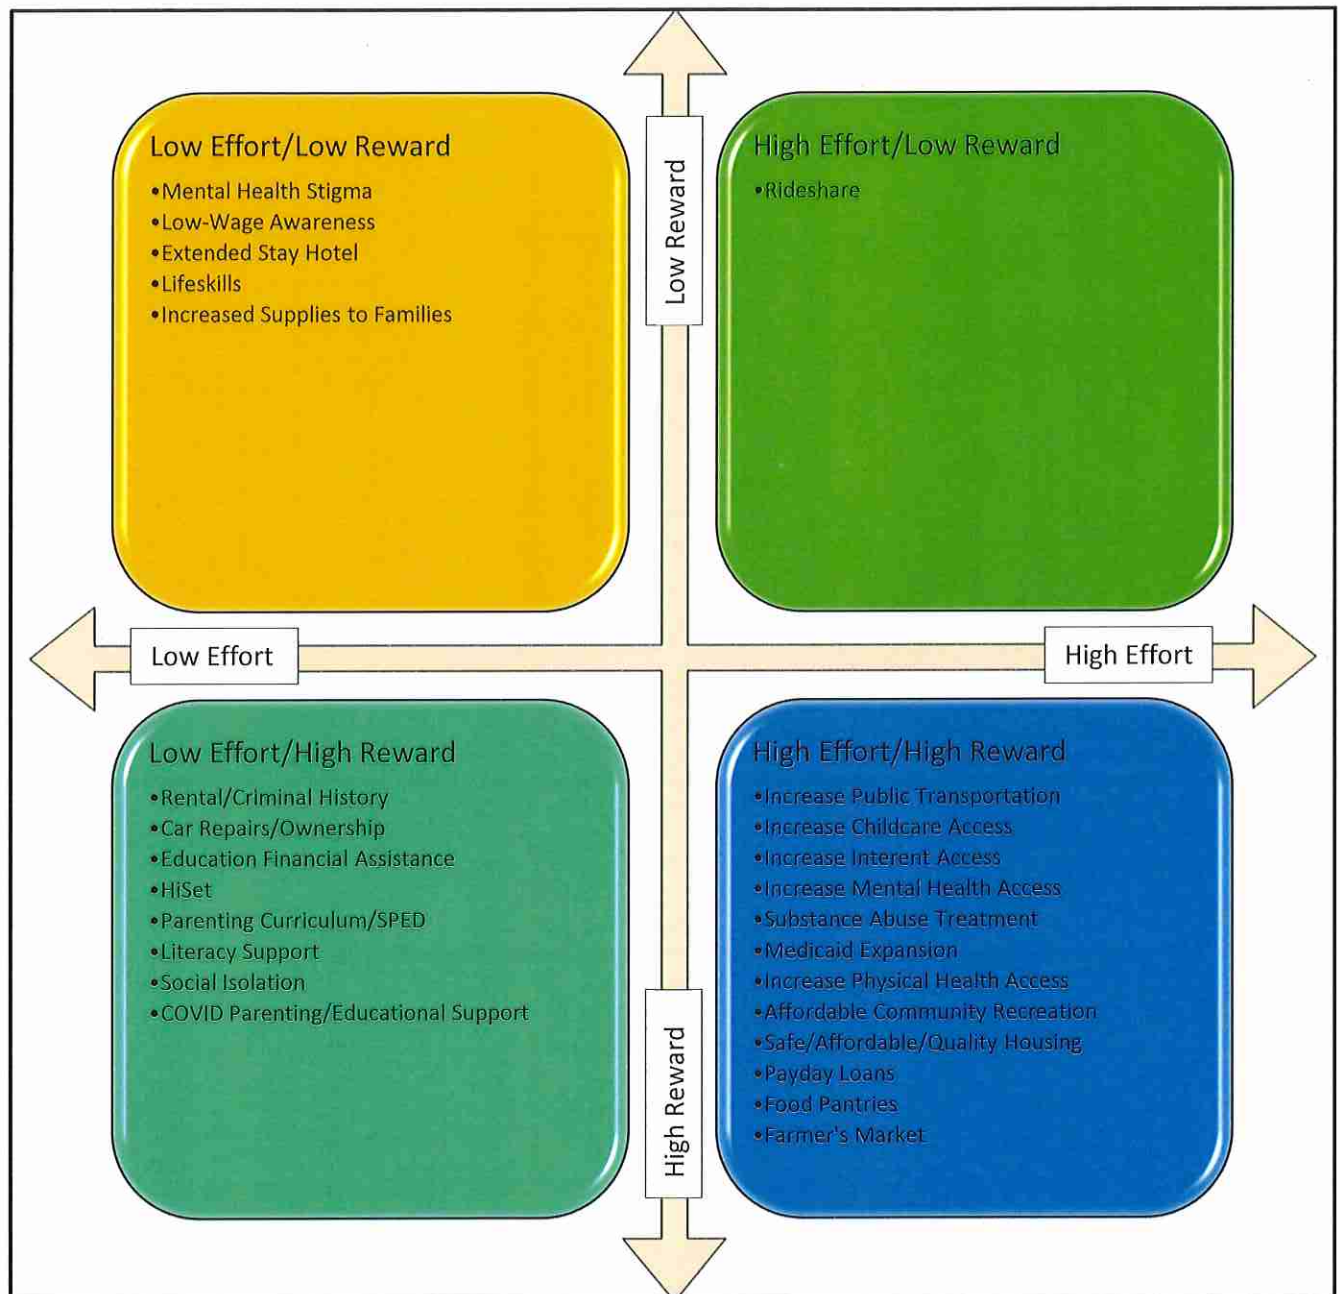 Low Effort/Low Reward
•Mental Health Stigma
•Low-Wage Awareness
•Extended Stay Hotel
•Lifeskills
•Increased Supplies to Families
Low Reward
High Effort/Low Reward
•Rideshare
Low Effort
High Effort
Low Effort/High Reward
•Rental/Criminal History
•Car Repairs/Ownership
•Education Financial Assistance
•HiSet
•Parenting Curriculum/SPED
•Literacy Support
•Social Isolation
•COVID Parenting/Educational Support
High Reward
High Effort/High Reward
•Increase Public Transportation
•Increase Childcare Access
•Increase Interent Access
•Increase Mental Health Access
•Substance Abuse Treatment
•Medicaid Expansion
•Increase Physical Health Access
•Affordable Community Recreation
•Safe/Affordable/Quality Housing
•Payday Loans
•Food Pantries
•Farmer's Market